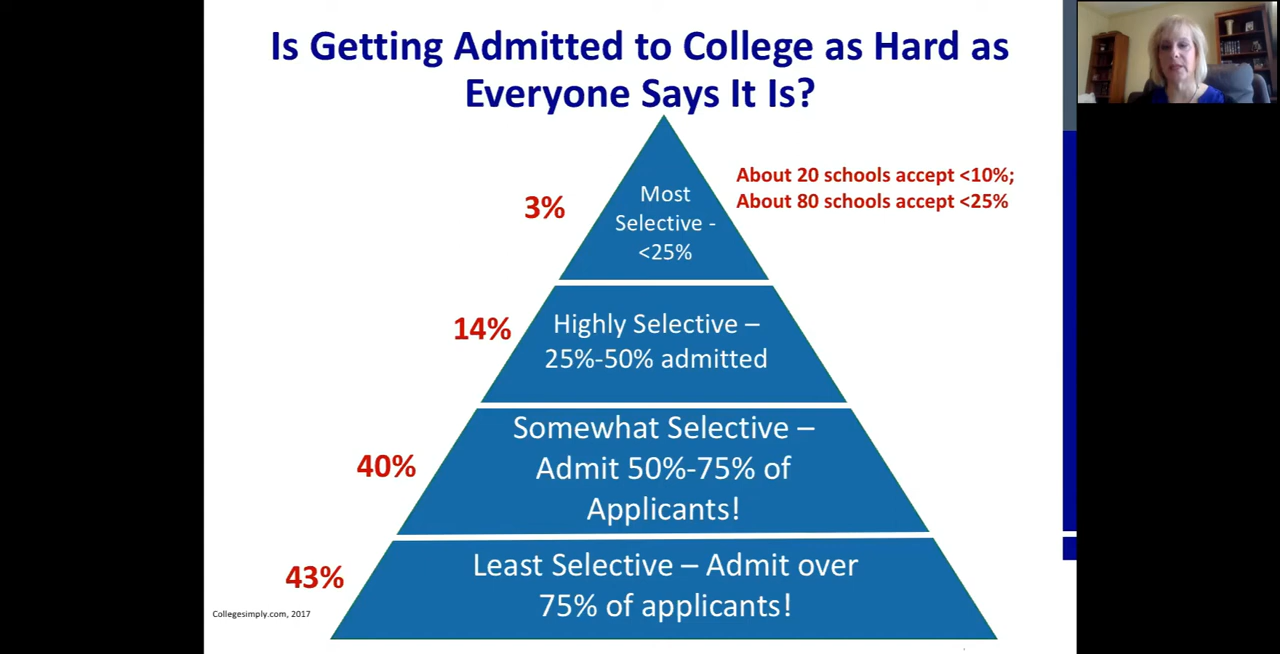 Is Getting Admitted to College as Hard as
Everyone Says It Is?
About 20 schools accept <10%;
About 80 schools accept <25%
3%
Most
Selective -
<25%
14%
Highly Selective –
25%-50% admitted
40%
Somewhat Selective –
Admit 50%-75% of
Applicants!
43%
Least Selective – Admit over
75% of applicants!
Collegesimply.com, 2017